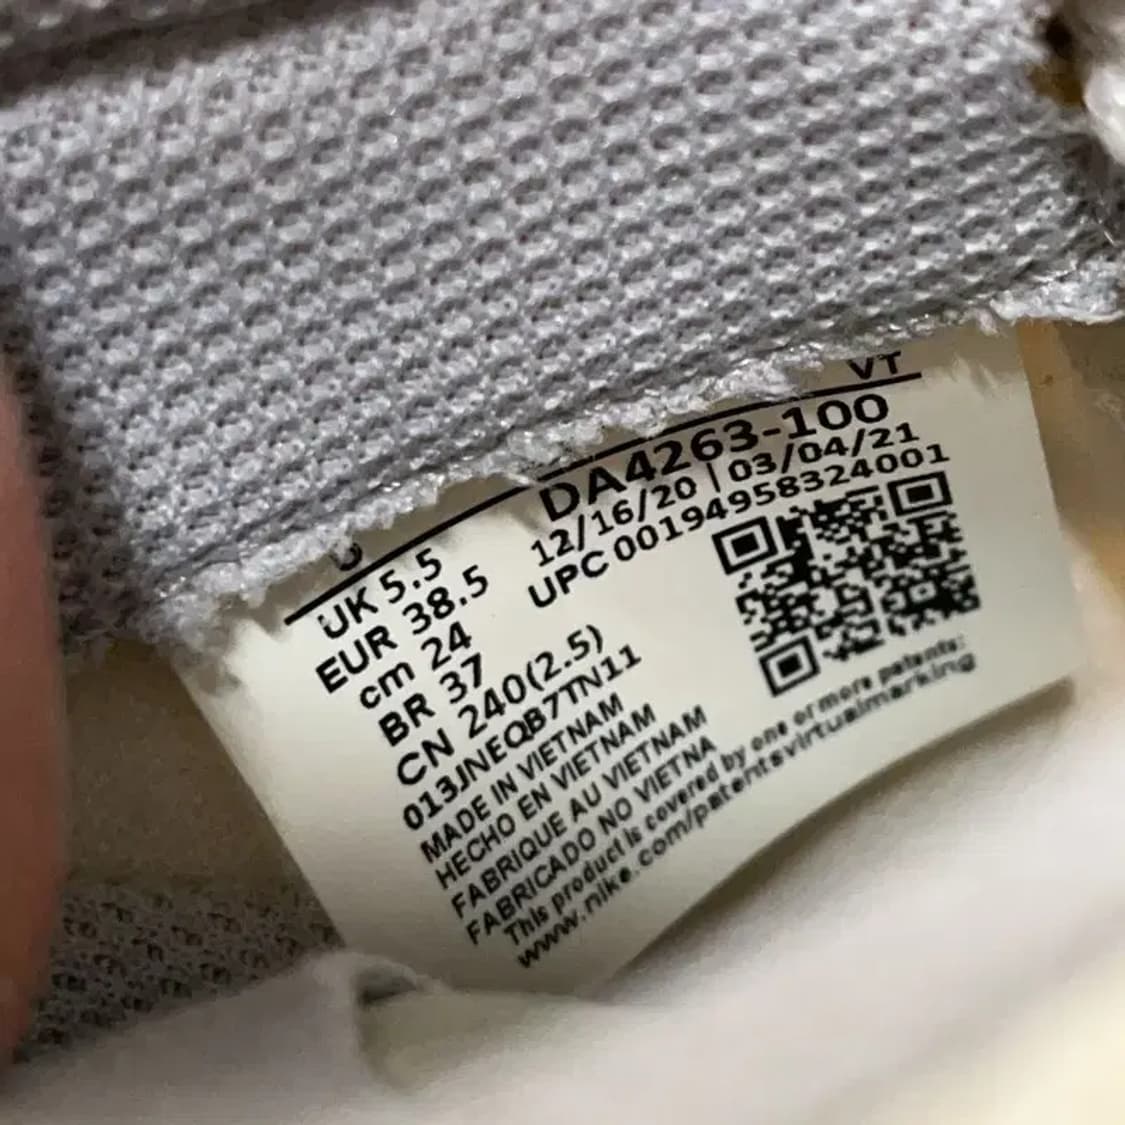 VT
DA4263-100
12/16/20 | 03/04/21
UPC 00194958324001
UK 5.5
EUR 38.5
cm 24
BR 37
CN 240(2.5)
013JNEQB7TN11
MADE IN VIETNAM
HECHO EN VIETNAM
FABRIQUE AU VIETNAM
FABRICADO NO VIETNA
This product is covered by one or more patents:
www.nike.com/patentsvirtualmarking